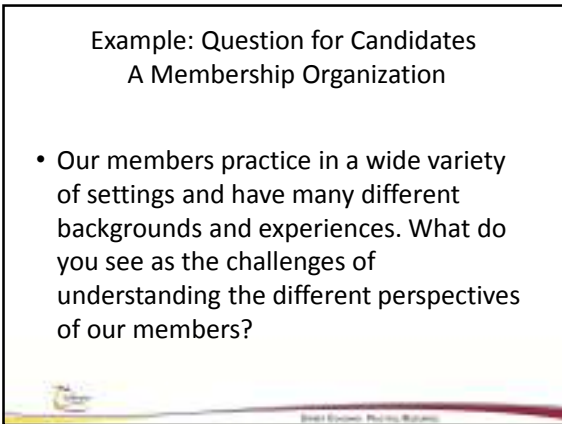 Example: Question for Candidates
A Membership Organization
• Our members practice in a wide variety
of settings and have many different
backgrounds and experiences. What do
you see as the challenges of
understanding the different perspectives
of our members?